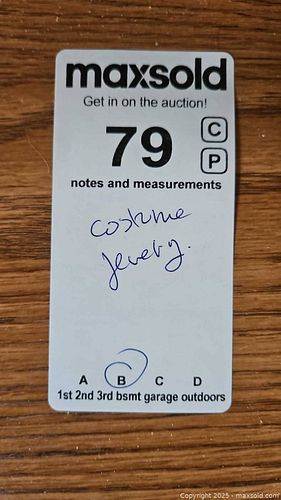 maxsold
Get in on the auction!
79
C
P
notes and measurements
costume
Jewelry.
A B C D
1st 2nd 3rd bsmt garage outdoors
Copyright 2025 - maxsold.com